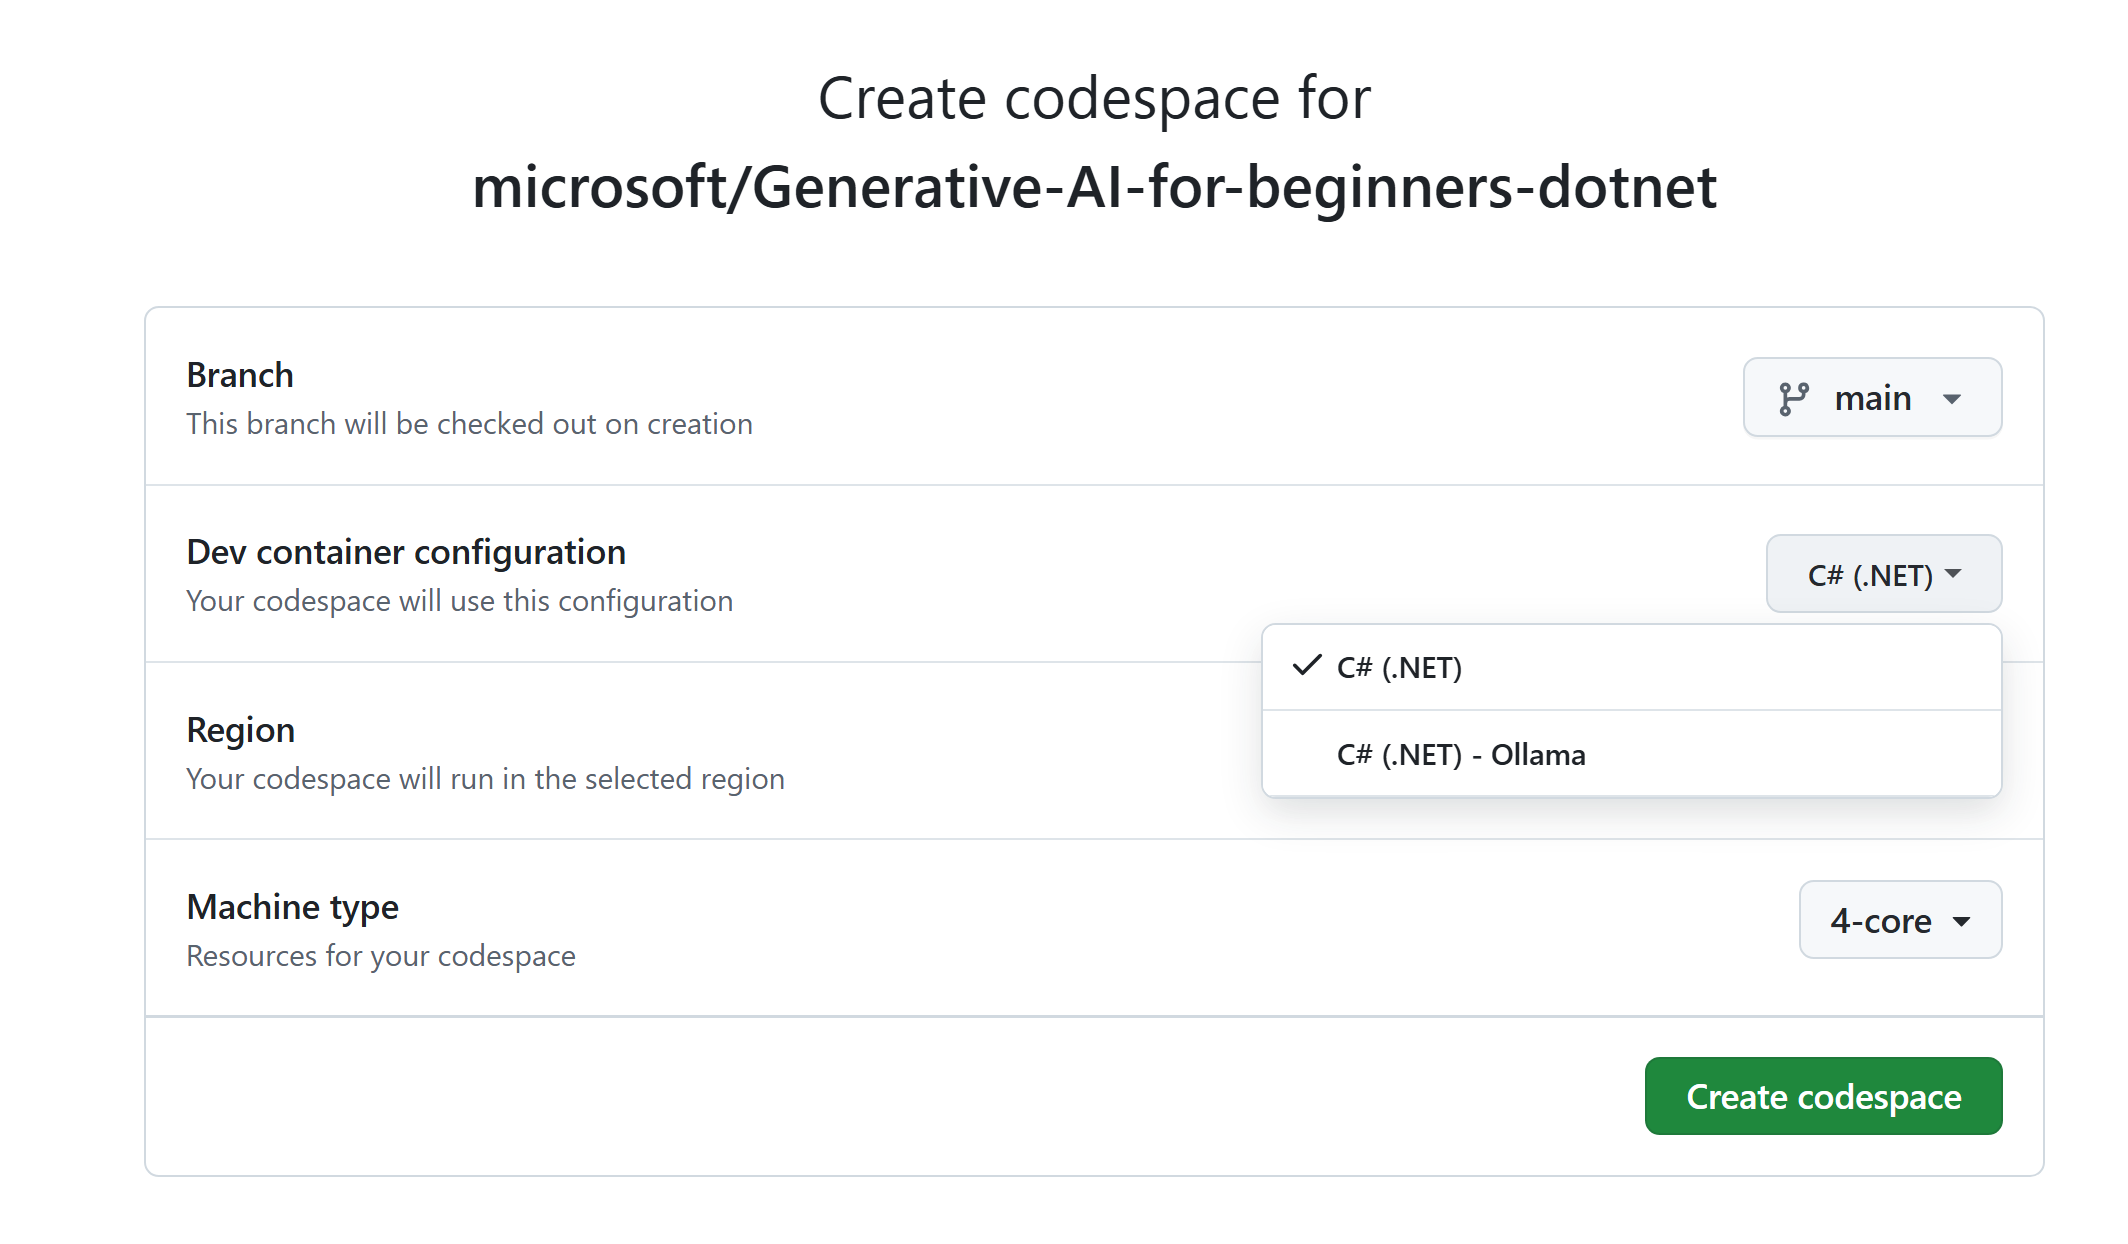 Create codespace for
microsoft/Generative-AI-for-beginners-dotnet
Branch
This branch will be checked out on creation
main
Dev container configuration
Your codespace will use this configuration
C# (.NET)
C# (.NET)
C# (.NET) - Ollama
Region
Your codespace will run in the selected region
Machine type
Resources for your codespace
4-core
Create codespace